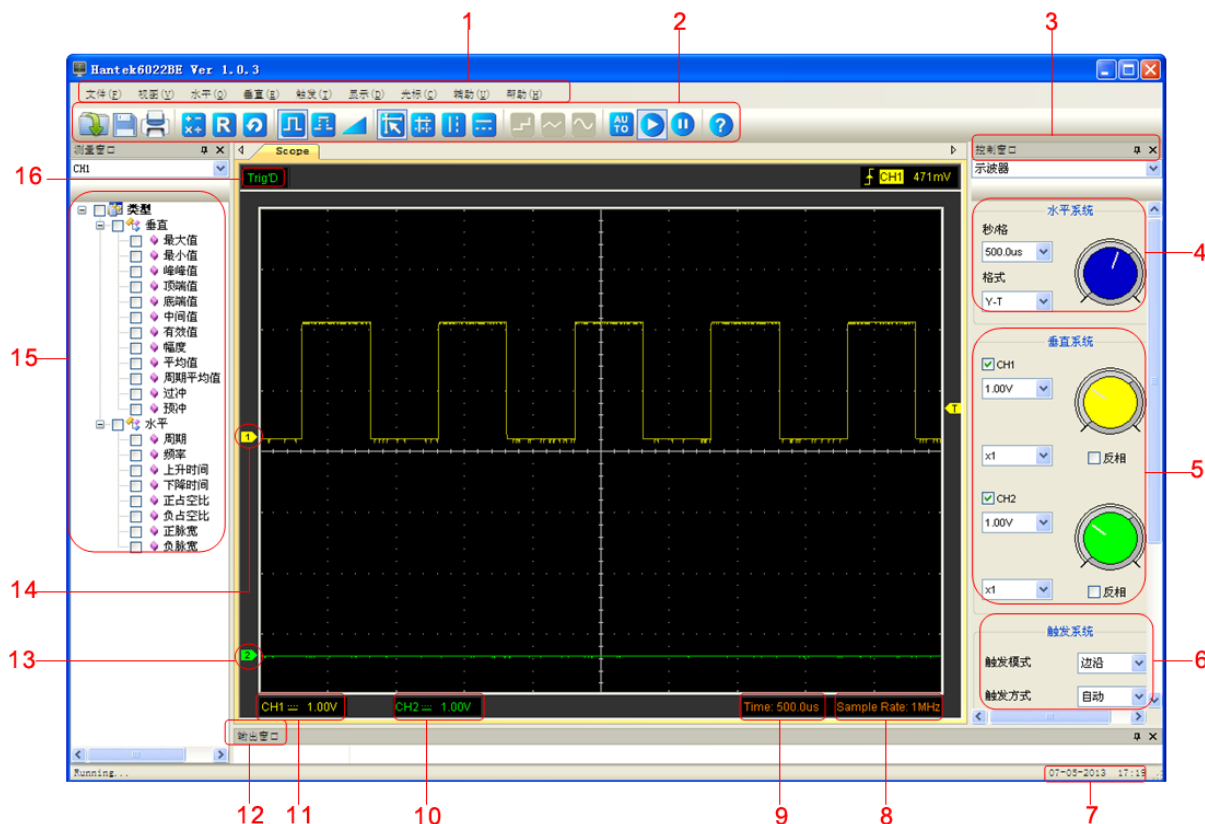 1 2 3
Hantek6022BE Ver 1.0.3
文件(F) 视图(V) 水平(O) 垂直(R) 触发(T) 显示(D) 光标(C) 辅助(U) 帮助(H)
R AU TO ?
测量窗口
Scope
控制窗口
CH1
示波器
16
Trig'D
CH1 471mV
类型
垂直
最大值
最小值
峰峰值
顶端值
底端值
中间值
有效值
幅度
平均值
周期平均值
过冲
预冲
水平
周期
频率
上升时间
下降时间
正占空比
负占空比
正脉宽
负脉宽
15
14
13
1
T
2
水平系统
秒/格
500.0us
格式
Y-T
4
垂直系统
CH1
1.00V
x1
反相
5
CH2
1.00V
x1
反相
触发系统
触发模式 边沿
触发方式 自动
6
CH1 1.00V
CH2 1.00V
Time: 500.0us
Sample Rate: 1MHz
输出窗口
Running...
07-05-2013 17:19
12 11 10 9 8 7